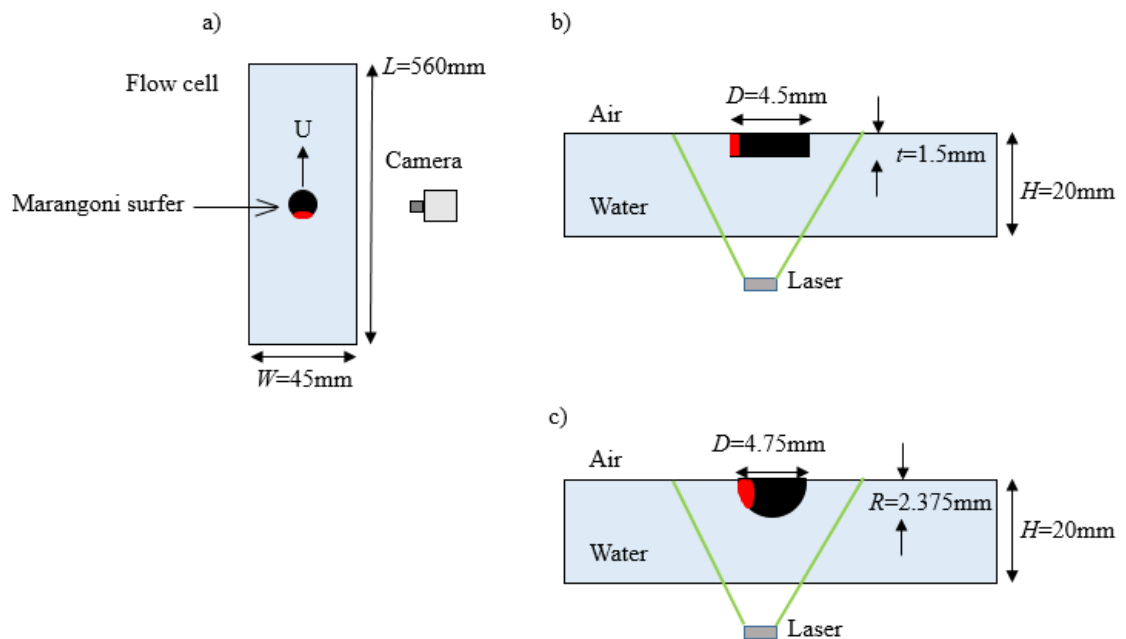 a)
Flow cell
L=560mm
U
Camera
Marangoni surfer
W=45mm
b)
D=4.5mm
Air
t=1.5mm
H=20mm
Water
Laser
c)
D=4.75mm
Air
R=2.375mm
H=20mm
Water
Laser